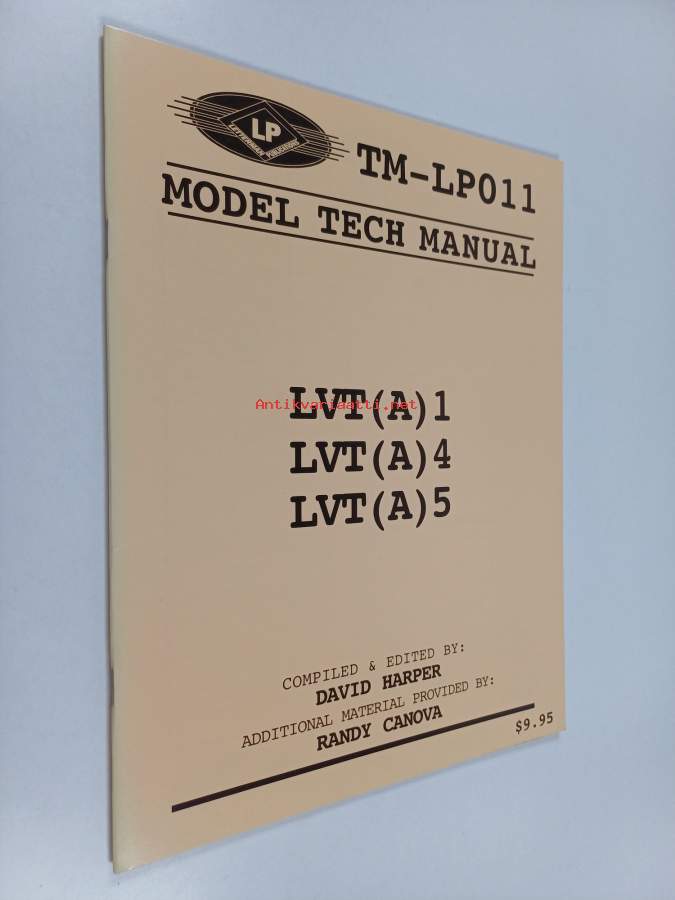 LP
PUBLICATIONS
TM-LP011
MODEL TECH MANUAL
LVT(A)1
Antikvariaatti.net
LVT(A)4
LVT(A)5
COMPILED & EDITED BY:
DAVID HARPER
ADDITIONAL MATERIAL PROVIDED BY:
RANDY CANOVA
$9.95